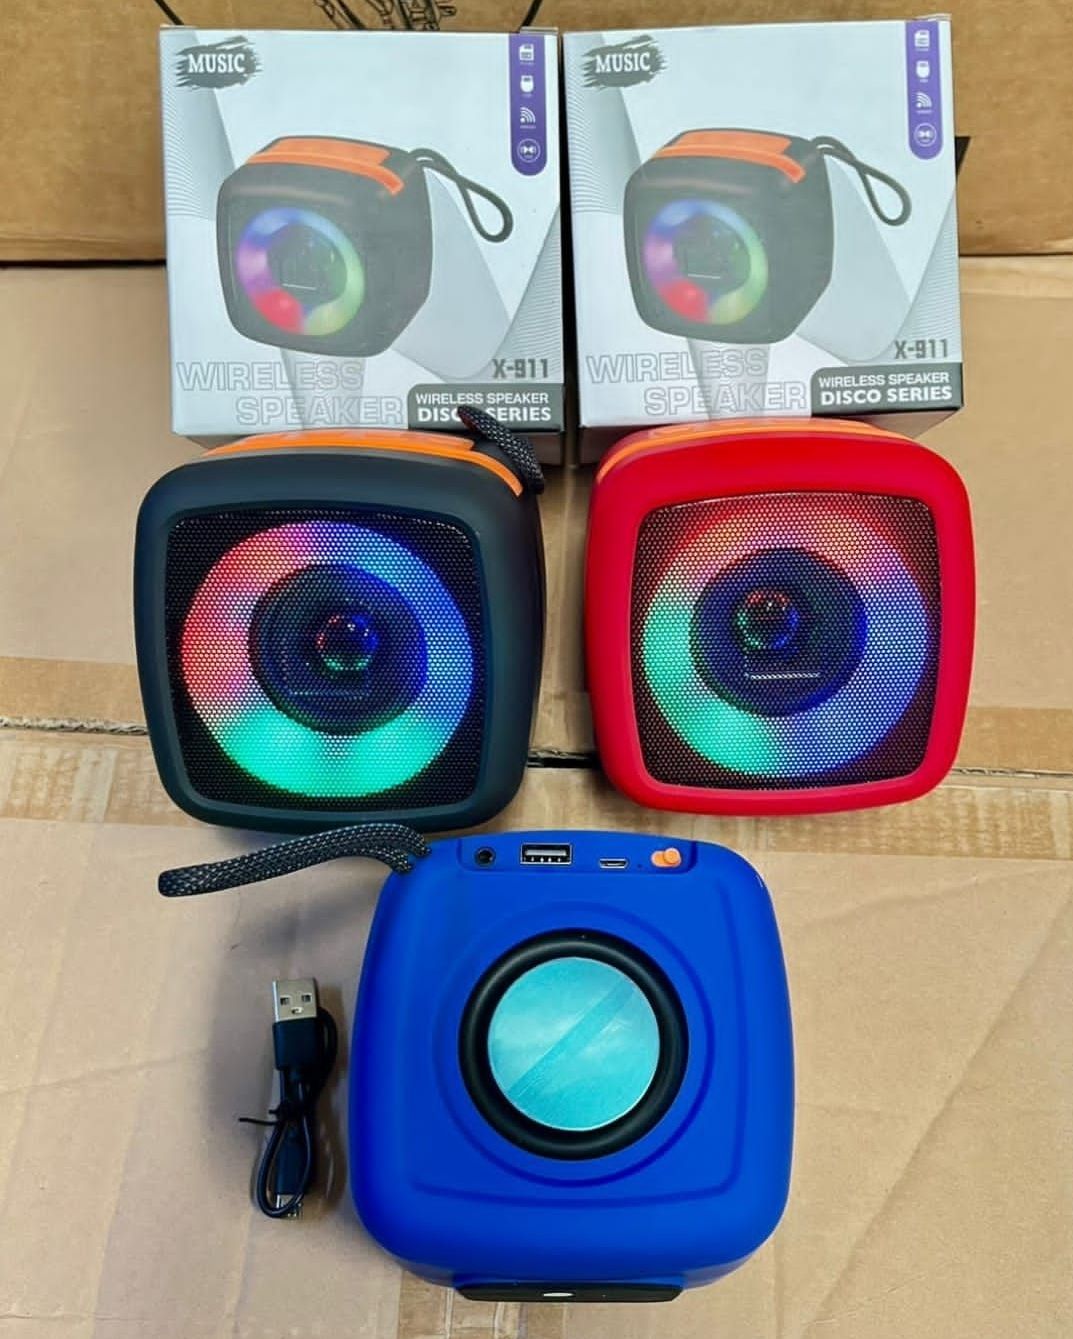 MUSIC
WIRELESS
SPEAKER
X-911
WIRELESS SPEAKER
DISCO SERIES
MUSIC
WIRELESS
SPEAKER
X-911
WIRELESS SPEAKER
DISCO SERIES